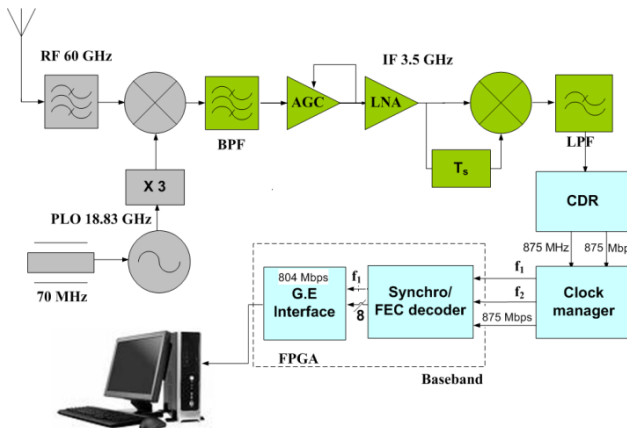 RF 60 GHz
IF 3.5 GHz
AGC
LNA
BPF
LPF
X 3
Ts
PLO 18.83 GHz
CDR
70 MHz
875 MHz
875 Mbp
804 Mbps
G.E
Interface
f1
8
Synchro/
FEC decoder
f1
f2
875 Mbps
Clock
manager
FPGA
Baseband